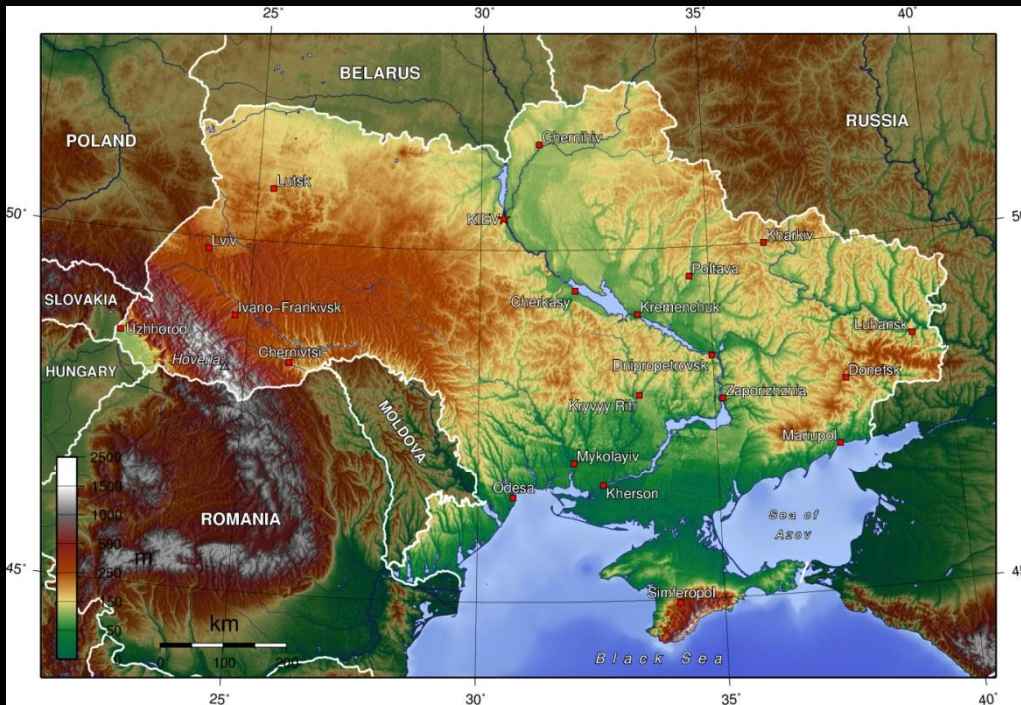 25°
30°
35°
40°
BELARUS
POLAND
RUSSIA
Chernihiv
Lutsk
50°
50°
KIEV
Lviv
Kharkiv
Poltava
SLOVAKIA
Cherkasy
Kremenchuk
Ivano-Frankivsk
Uzhhorod
Luhansk
Hoverla
Chernivtsi
Dnipropetrovsk
HUNGARY
Donetsk
Zaporizhzhia
Kryvyy Rih
MOLDOVA
Mariupol
Mykolayiv
2500
1500
1000
500
250
150
50
0
m
Odesa
Kherson
ROMANIA
Sea of
Azov
45°
45°
Simferopol
km
0
100
200
Black Sea
25°
30°
35°
40°